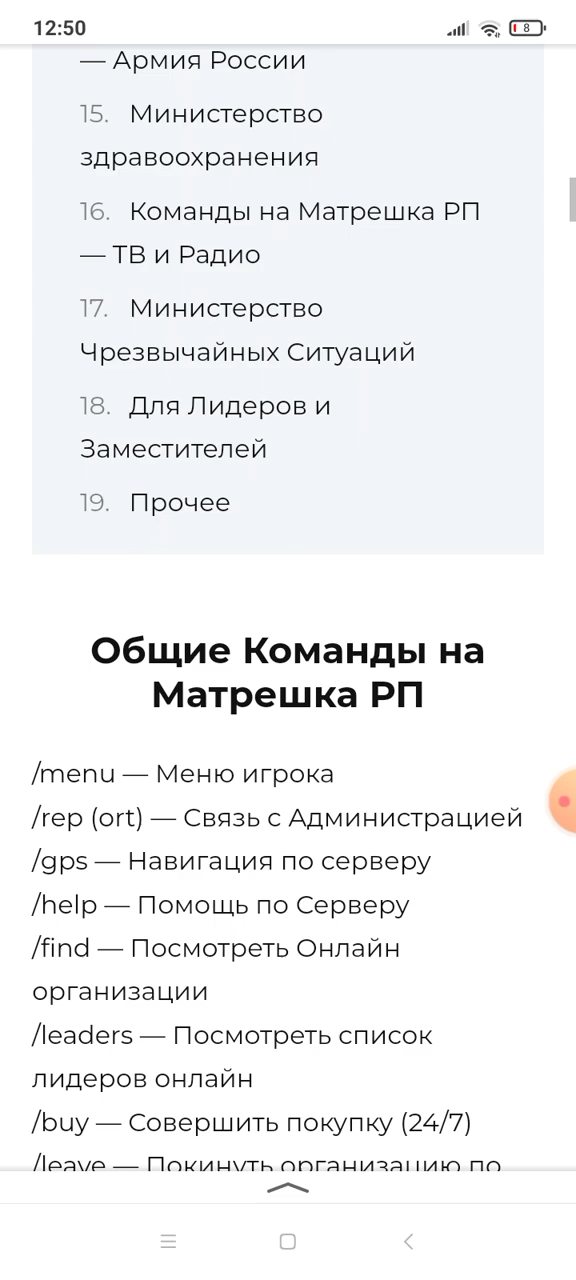 12:50
8
— Армия России
15. Министерство
здравоохранения
16. Команды на Матрешка РП
— ТВ и Радио
17. Министерство
Чрезвычайных Ситуаций
18. Для Лидеров и
Заместителей
19. Прочее
Общие Команды на
Матрешка РП
/menu — Меню игрока
/rep (ort) — Связь с Администрацией
/gps — Навигация по серверу
/help — Помощь по Серверу
/find — Посмотреть Онлайн
организации
/leaders — Посмотреть список
лидеров онлайн
/buy — Совершить покупку (24/7)
/leave — Покинуть организацию по